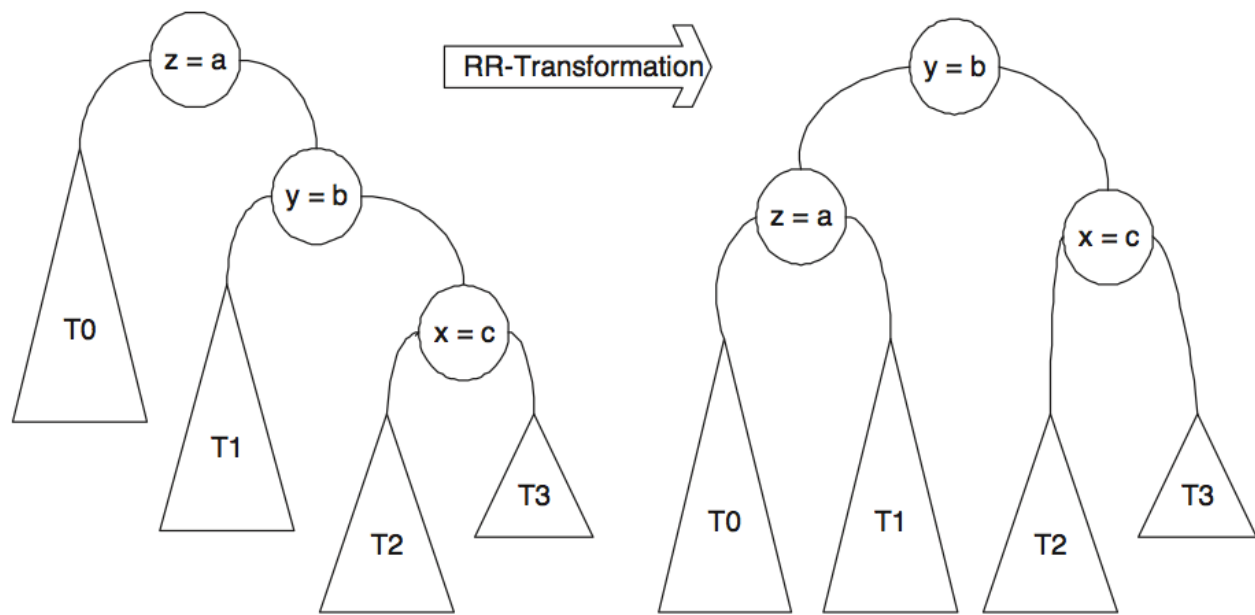 z = a
RR-Transformation
y = b
y = b
z = a
x = c
x = c
T0
T1
T2
T3
T0
T1
T2
T3